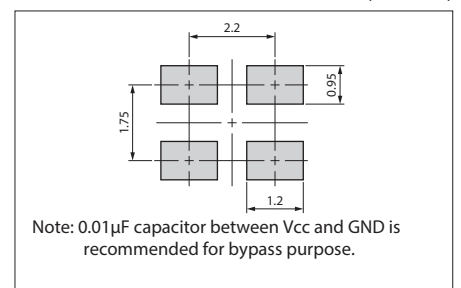 2.2
0.95
1.75
1.2
Note: 0.01µF capacitor between Vcc and GND is
recommended for bypass purpose.